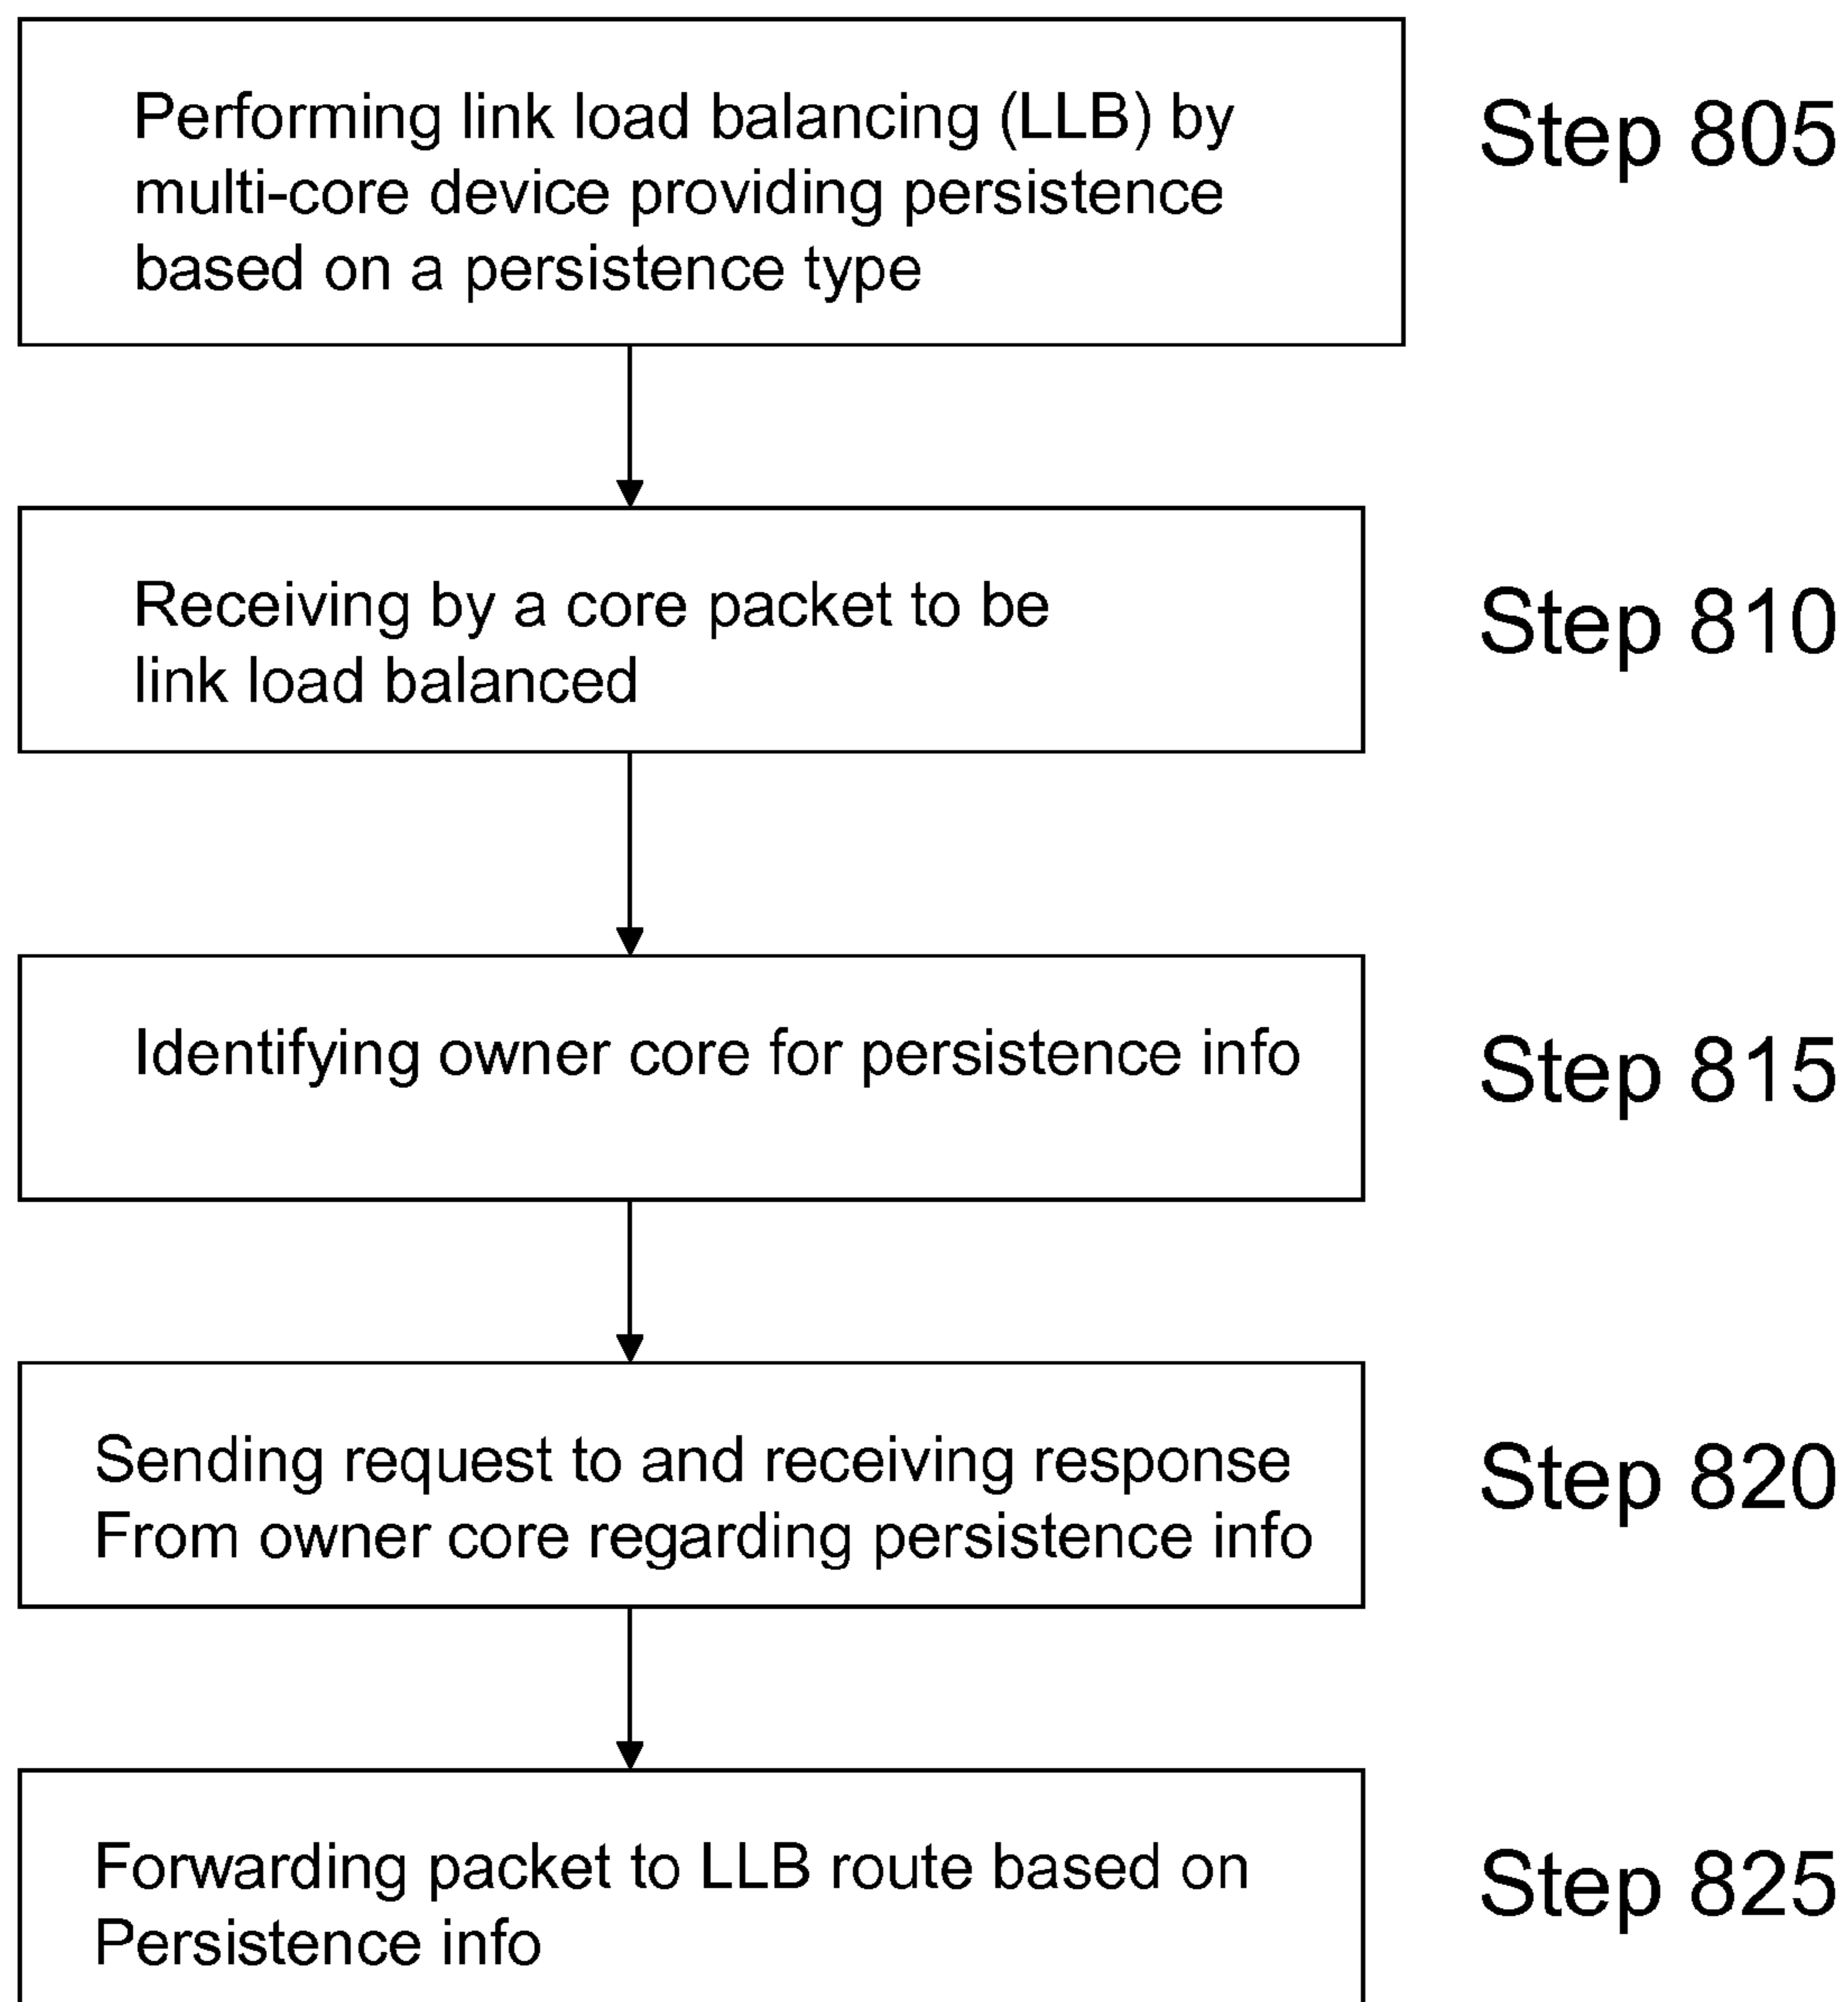 Performing link load balancing (LLB) by
multi-core device providing persistence
based on a persistence type
Step 805
Receiving by a core packet to be
link load balanced
Step 810
Identifying owner core for persistence info
Step 815
Sending request to and receiving response
From owner core regarding persistence info
Step 820
Forwarding packet to LLB route based on
Persistence info
Step 825